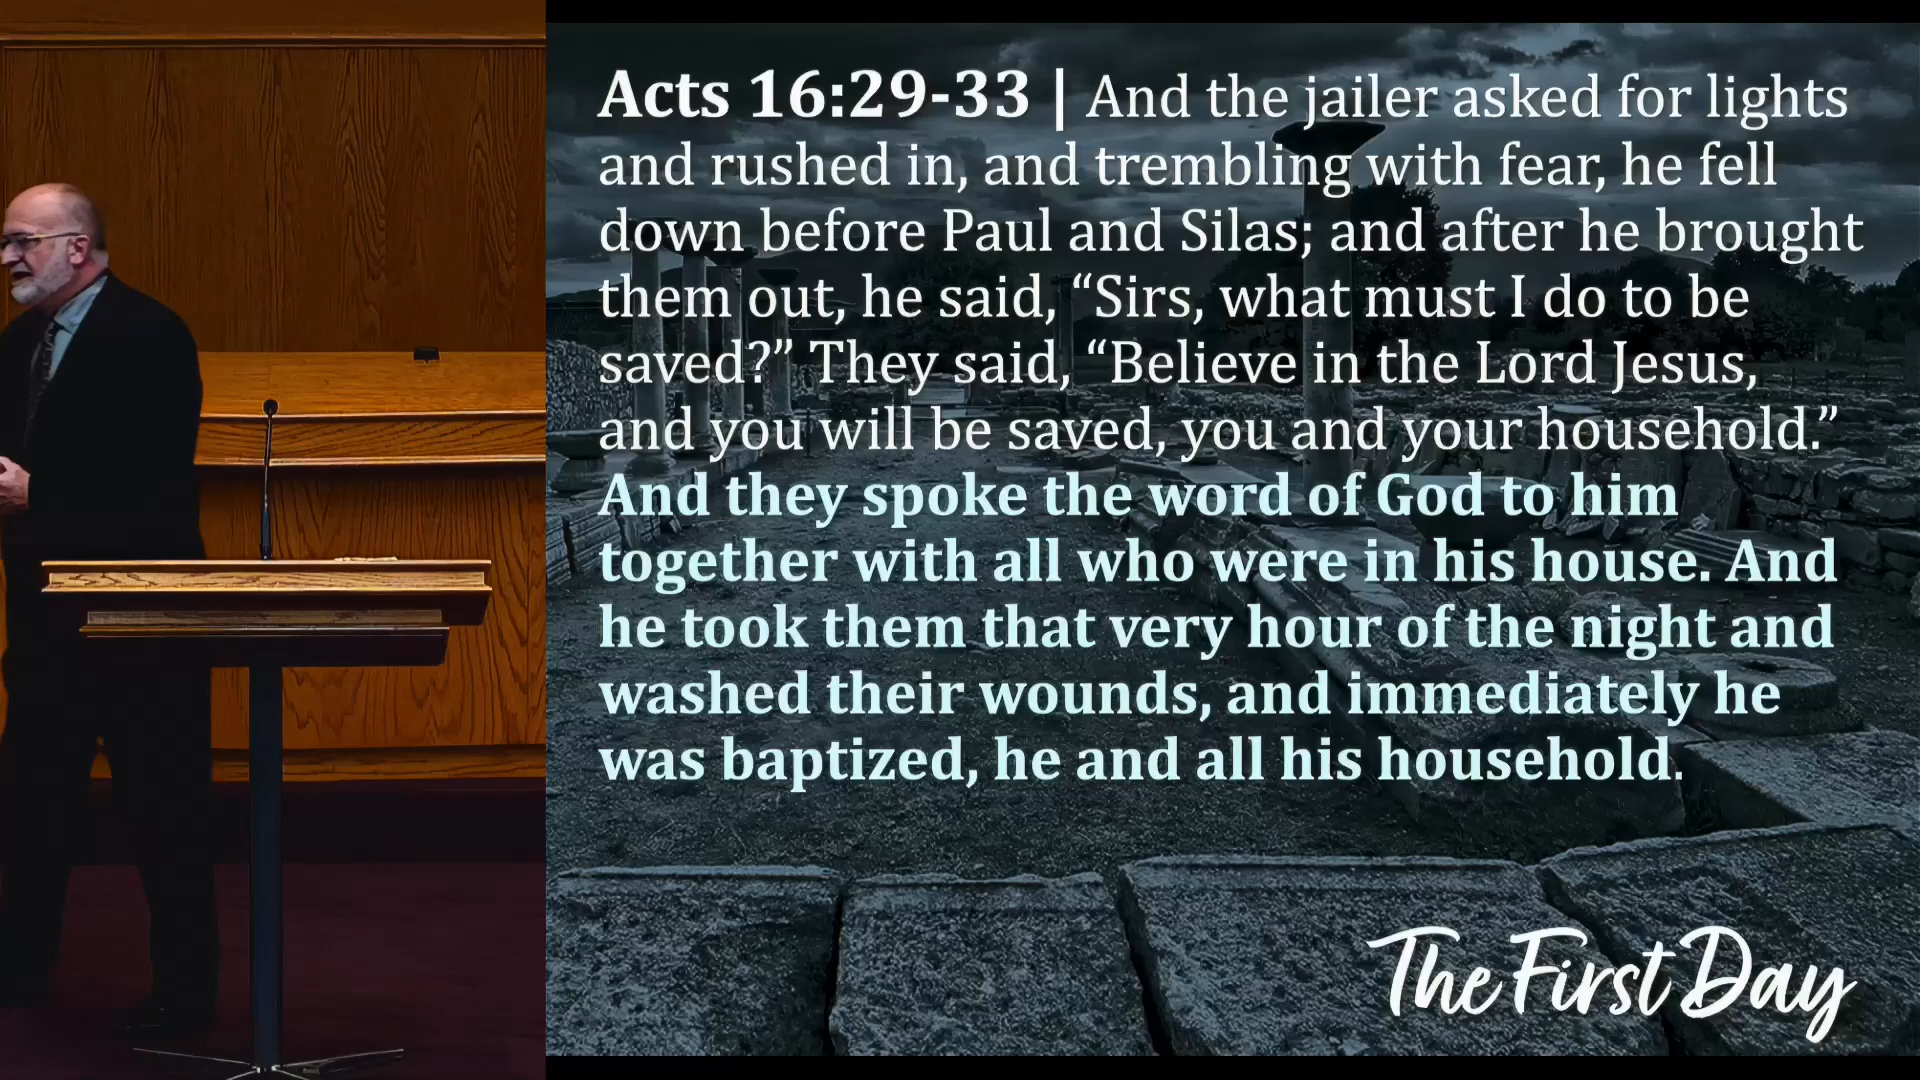 Acts 16:29-33 | And the jailer asked for lights
and rushed in, and trembling with fear, he fell
down before Paul and Silas; and after he brought
them out, he said, “Sirs, what must I do to be
saved?” They said, “Believe in the Lord Jesus,
and you will be saved, you and your household.”
And they spoke the word of God to him
together with all who were in his house. And
he took them that very hour of the night and
washed their wounds, and immediately he
was baptized, he and all his household.
The First Day